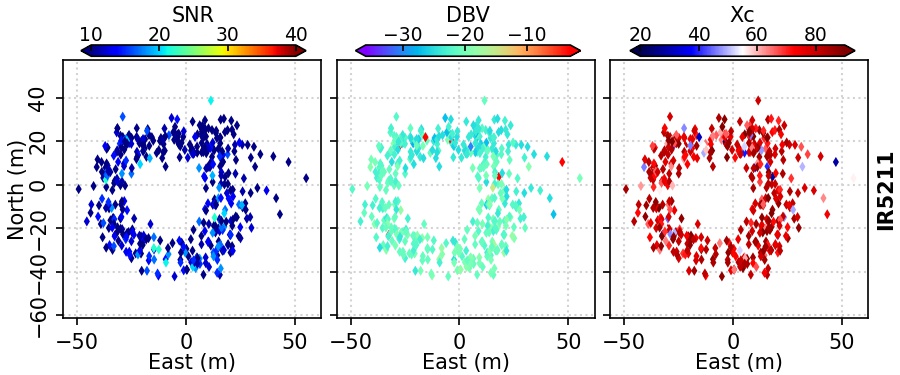 SNR DBV Xc
10 20 30 40 −30 −20 −10 20 40 60 80
40
20
0
−20
−40
−60
North (m)
IR5211
−50 0 50 −50 0 50 −50 0 50
East (m) East (m) East (m)